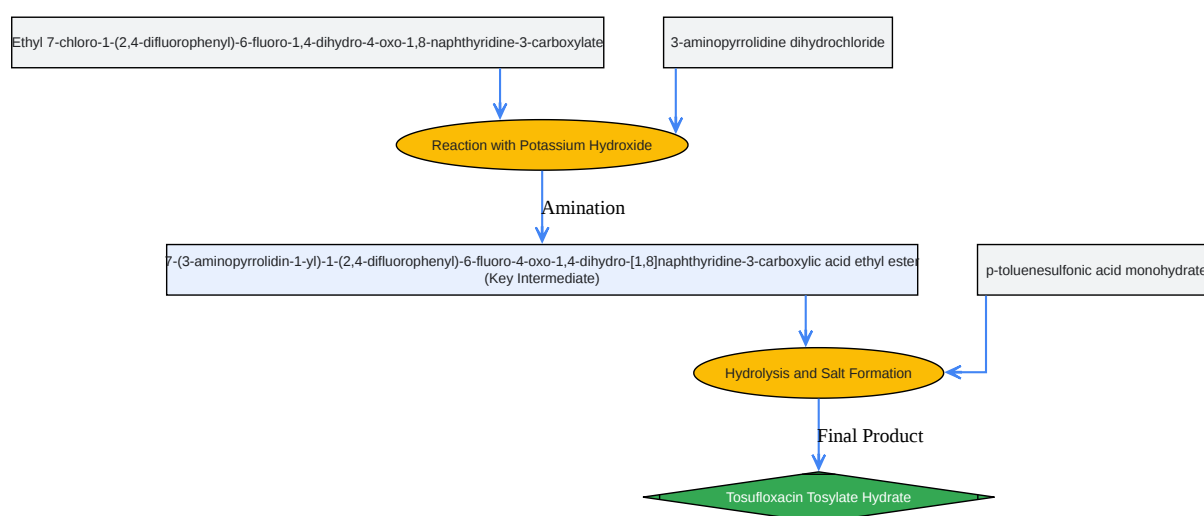 Ethyl 7-chloro-1-(2,4-difluorophenyl)-6-fluoro-1,4-dihydro-4-oxo-1,8-naphthyridine-3-carboxylate
3-aminopyrrolidine dihydrochloride
Reaction with Potassium Hydroxide
Amination
7-(3-aminopyrrolidin-1-yl)-1-(2,4-difluorophenyl)-6-fluoro-4-oxo-1,4-dihydro-[1,8]naphthyridine-3-carboxylic acid ethyl ester
(Key Intermediate)
p-toluenesulfonic acid monohydrate
Hydrolysis and Salt Formation
Final Product
Tosufloxacin Tosylate Hydrate